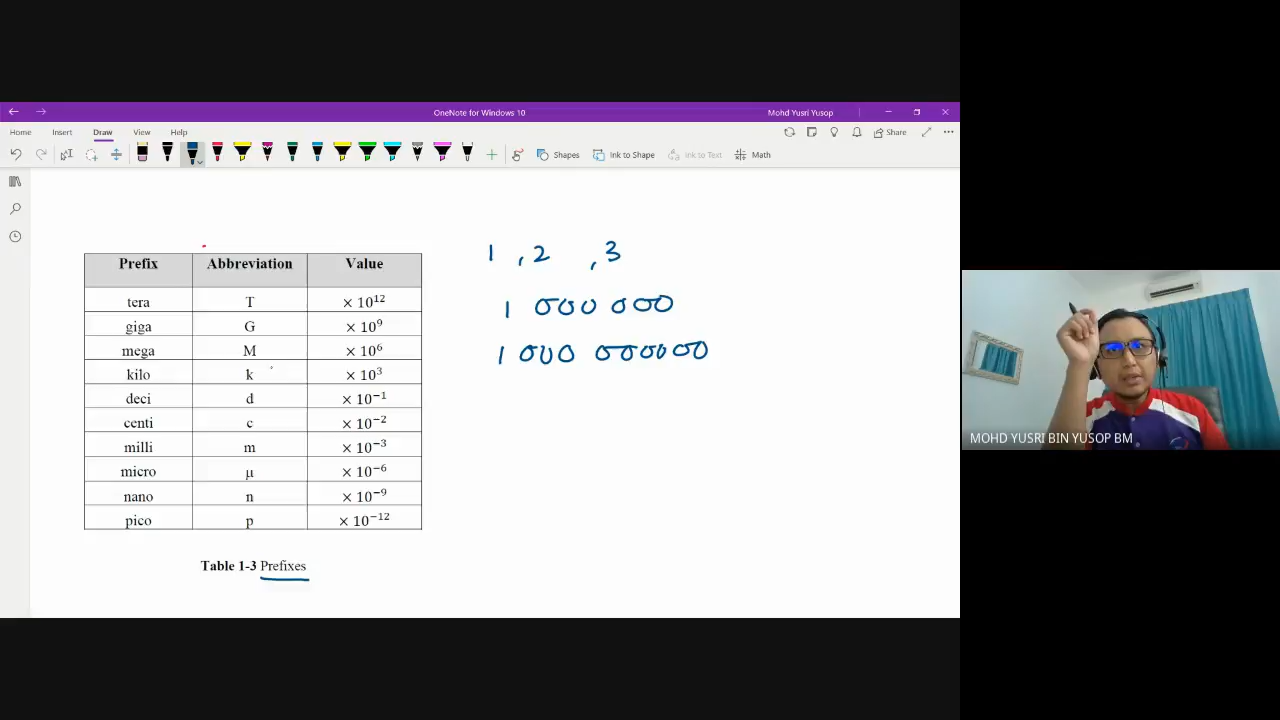 OneNote for Windows 10
Mohd Yusri Yusop
Home Insert Draw View Help
Share
Shapes Ink to Shape Ink to Text Math
Prefix Abbreviation Value
tera T × 10¹²
giga G × 10⁹
mega M × 10⁶
kilo k × 10³
deci d × 10⁻¹
centi c × 10⁻²
milli m × 10⁻³
micro μ × 10⁻⁶
nano n × 10⁻⁹
pico p × 10⁻¹²
Table 1-3 Prefixes
1 , 2 , 3
1 000 000
1 000 00000
MOHD YUSRI BIN YUSOP BM